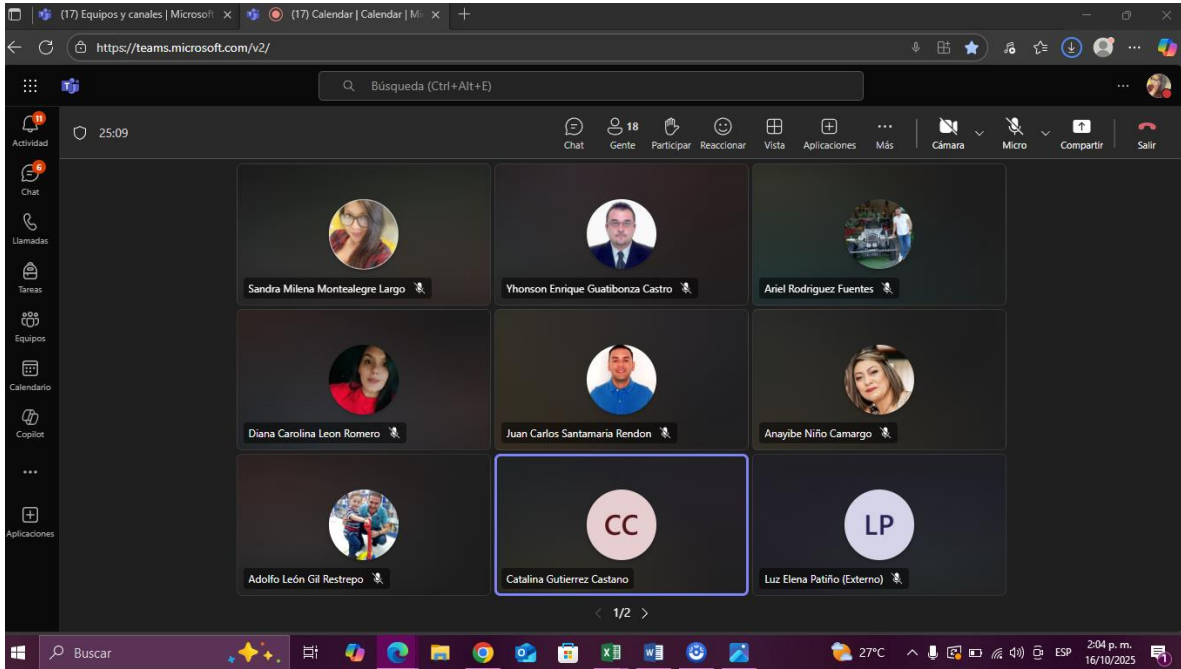 (17) Equipos y canales | Microsoft
(17) Calendar | Calendar | Mi
https://teams.microsoft.com/v2/
Búsqueda (Ctrl+Alt+E)
11
Actividad
25:09
Chat
18
Gente
Participar
Reaccionar
Vista
Aplicaciones
Más
Cámara
Micro
Compartir
Salir
6
Chat
Llamadas
Tareas
Equipos
Calendario
Copilot
Aplicaciones
Sandra Milena Montealegre Largo
Yhonson Enrique Guatibonza Castro
Ariel Rodriguez Fuentes
Diana Carolina Leon Romero
Juan Carlos Santamaria Rendon
Anayibe Niño Camargo
Adolfo León Gil Restrepo
CC
Catalina Gutierrez Castano
LP
Luz Elena Patiño (Externo)
1/2
Buscar
27°C
ESP
2:04 p. m.
16/10/2025
1